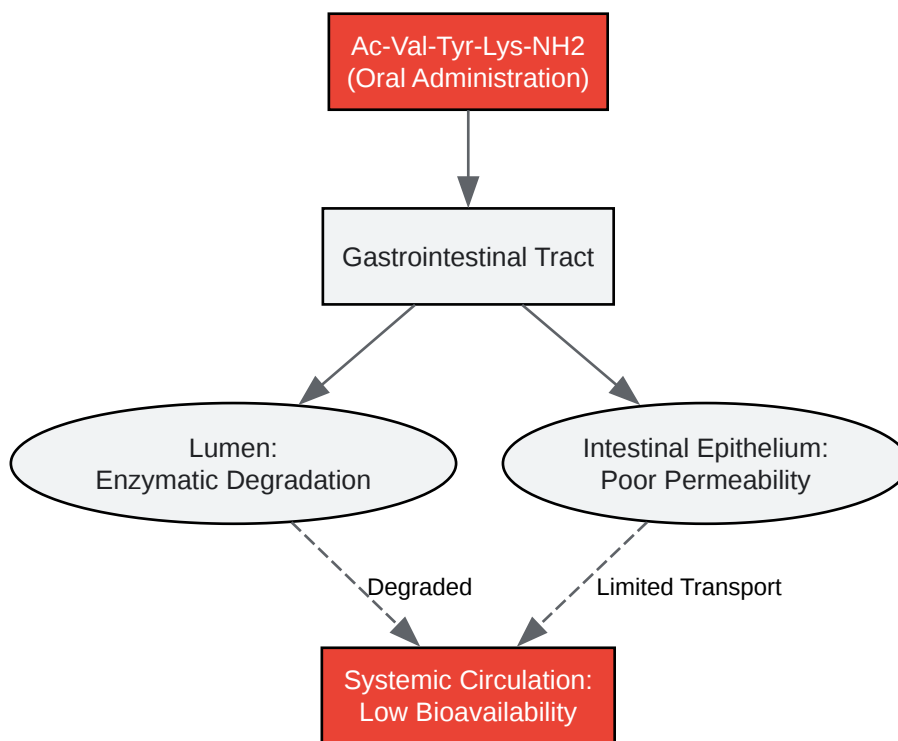 Ac-Val-Tyr-Lys-NH2
(Oral Administration)
Gastrointestinal Tract
Lumen:
Enzymatic Degradation
Intestinal Epithelium:
Poor Permeability
Degraded
Limited Transport
Systemic Circulation:
Low Bioavailability